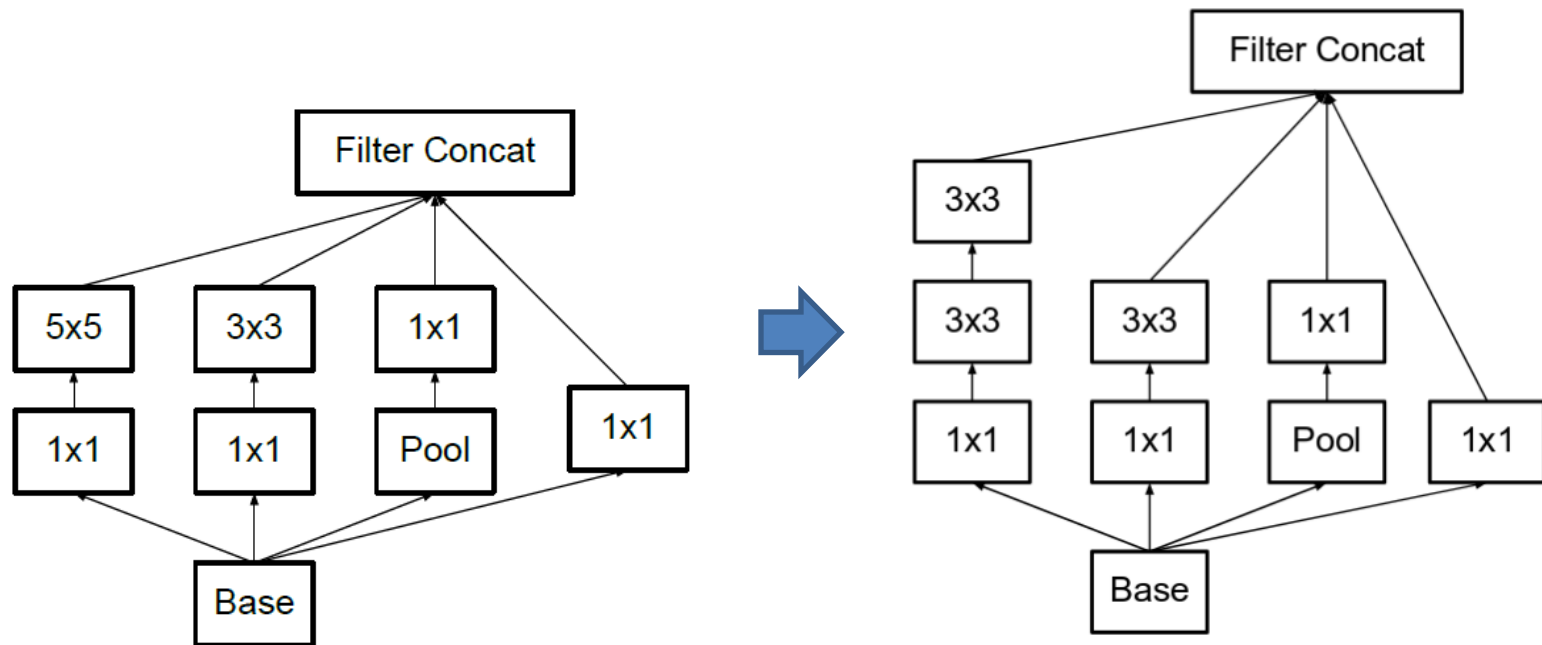 Filter Concat
5x5
3x3
1x1
1x1
1x1
Pool
1x1
Base
Filter Concat
3x3
3x3
3x3
1x1
1x1
1x1
Pool
1x1
Base